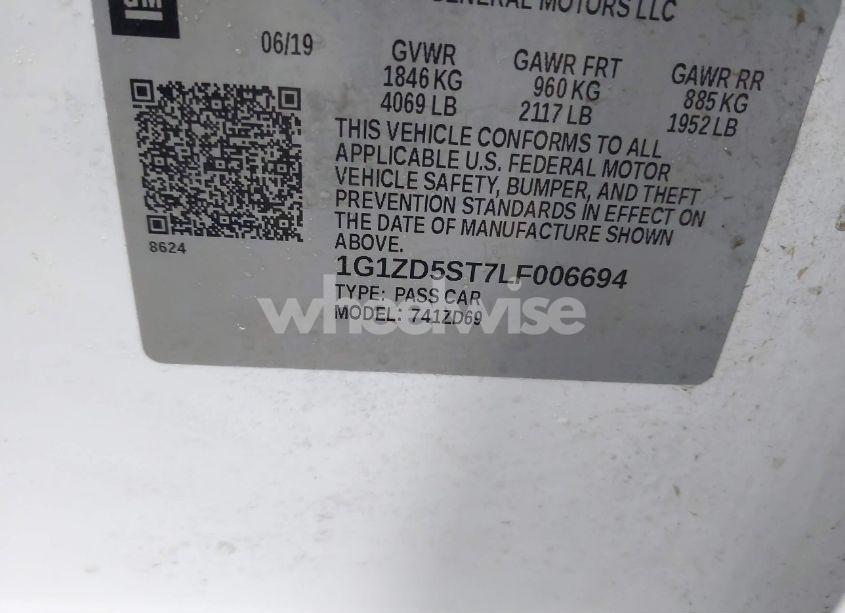 GM
GENERAL MOTORS LLC
06/19
GVWR
1846 KG
4069 LB
GAWR FRT
960 KG
2117 LB
GAWR RR
885 KG
1952 LB
THIS VEHICLE CONFORMS TO ALL
APPLICABLE U.S. FEDERAL MOTOR
VEHICLE SAFETY, BUMPER, AND THEFT
PREVENTION STANDARDS IN EFFECT ON
THE DATE OF MANUFACTURE SHOWN
ABOVE.
8624
1G1ZD5ST7LF006694
TYPE: PASS CAR
MODEL: 741ZD69
wheelwise